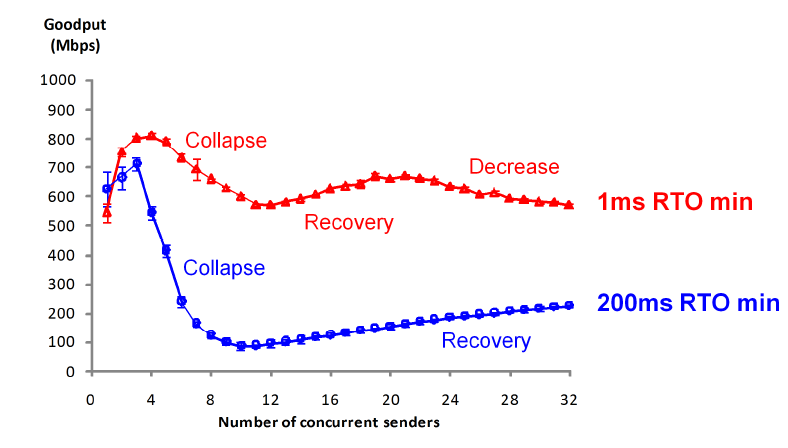 Goodput
(Mbps)
1000
900
800
700
600
500
400
300
200
100
0
0 4 8 12 16 20 24 28 32
Number of concurrent senders
Collapse
Decrease
Recovery
1ms RTO min
Collapse
200ms RTO min
Recovery